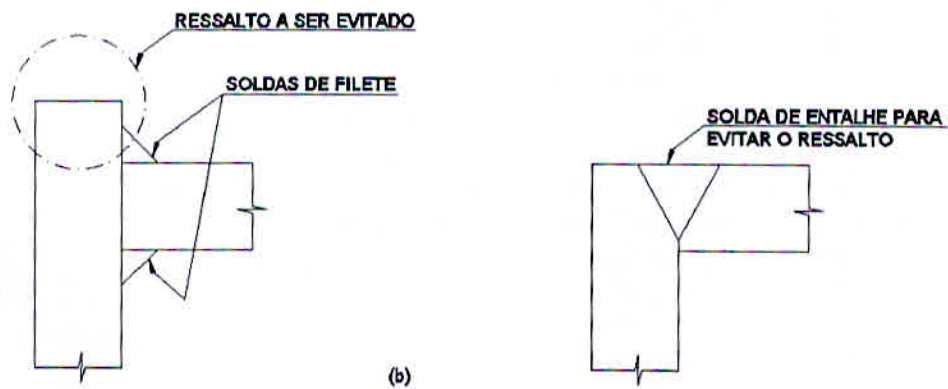 RESSALTO A SER EVITADO
SOLDAS DE FILETE
SOLDA DE ENTALHE PARA
EVITAR O RESSALTO
(b)